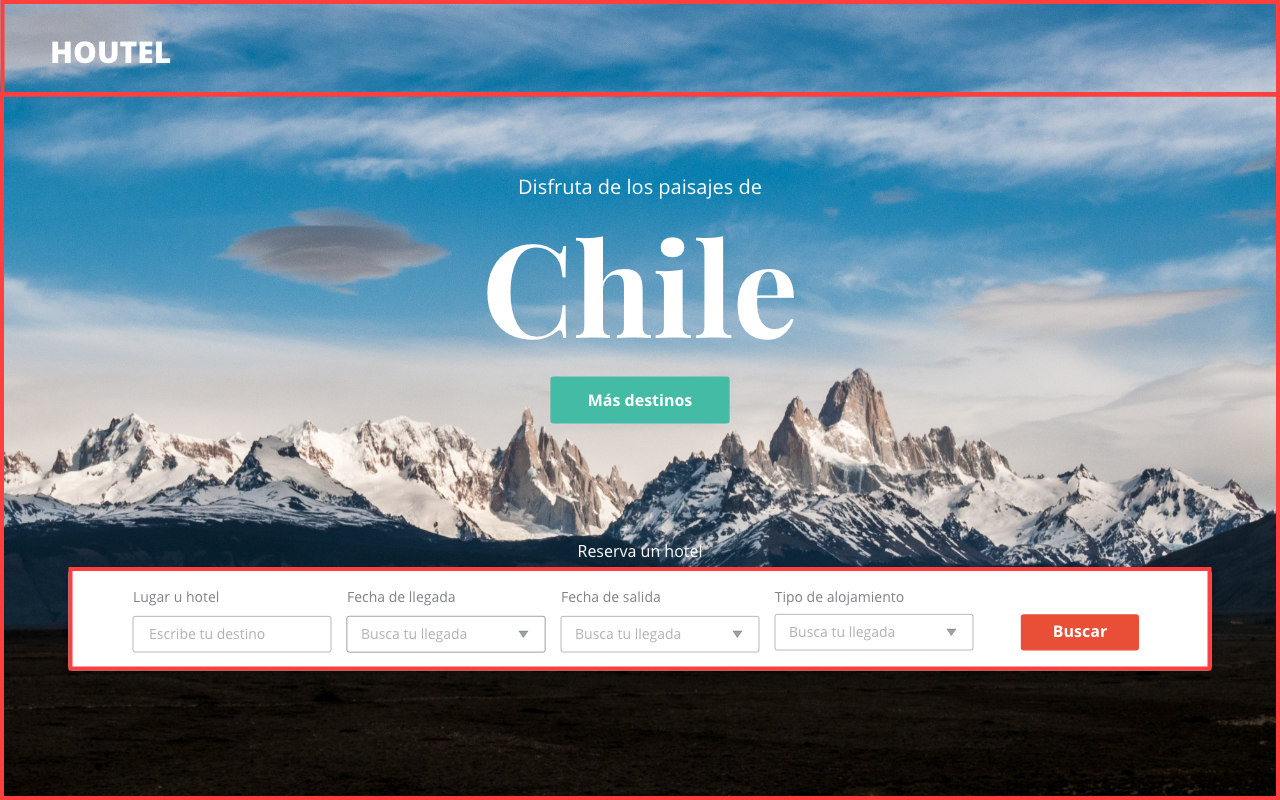 HOUTEL
Disfruta de los paisajes de
Chile
Más destinos
Reserva un hotel
Lugar u hotel
Fecha de llegada
Fecha de salida
Tipo de alojamiento
Escribe tu destino
Busca tu llegada
Busca tu llegada
Busca tu llegada
Buscar